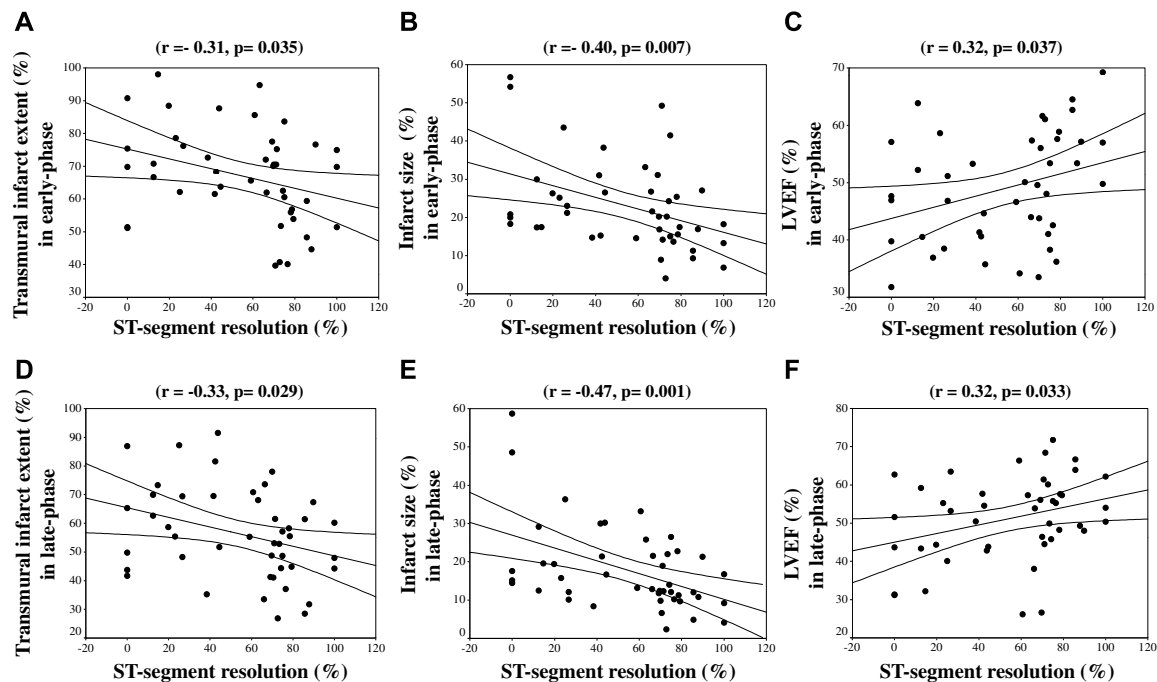 A
(r =- 0.31, p= 0.035)
Transmural infarct extent (%)
in early-phase
100
90
80
70
60
50
40
30
-20 0 20 40 60 80 100 120
ST-segment resolution (%)
B
(r =- 0.40, p= 0.007)
Infarct size (%)
in early-phase
60
50
40
30
20
10
0
-20 0 20 40 60 80 100 120
ST-segment resolution (%)
C
(r = 0.32, p= 0.037)
LVEF (%)
in early-phase
70
60
50
40
30
-20 0 20 40 60 80 100 120
ST-segment resolution (%)
D
(r = -0.33, p= 0.029)
Transmural infarct extent (%)
in late-phase
100
90
80
70
60
50
40
30
20
-20 0 20 40 60 80 100 120
ST-segment resolution (%)
E
(r = -0.47, p= 0.001)
Infarct size (%)
in late-phase
60
50
40
30
20
10
0
-20 0 20 40 60 80 100 120
ST-segment resolution (%)
F
(r = 0.32, p= 0.033)
LVEF (%)
in late-phase
80
70
60
50
40
30
20
-20 0 20 40 60 80 100 120
ST-segment resolution (%)